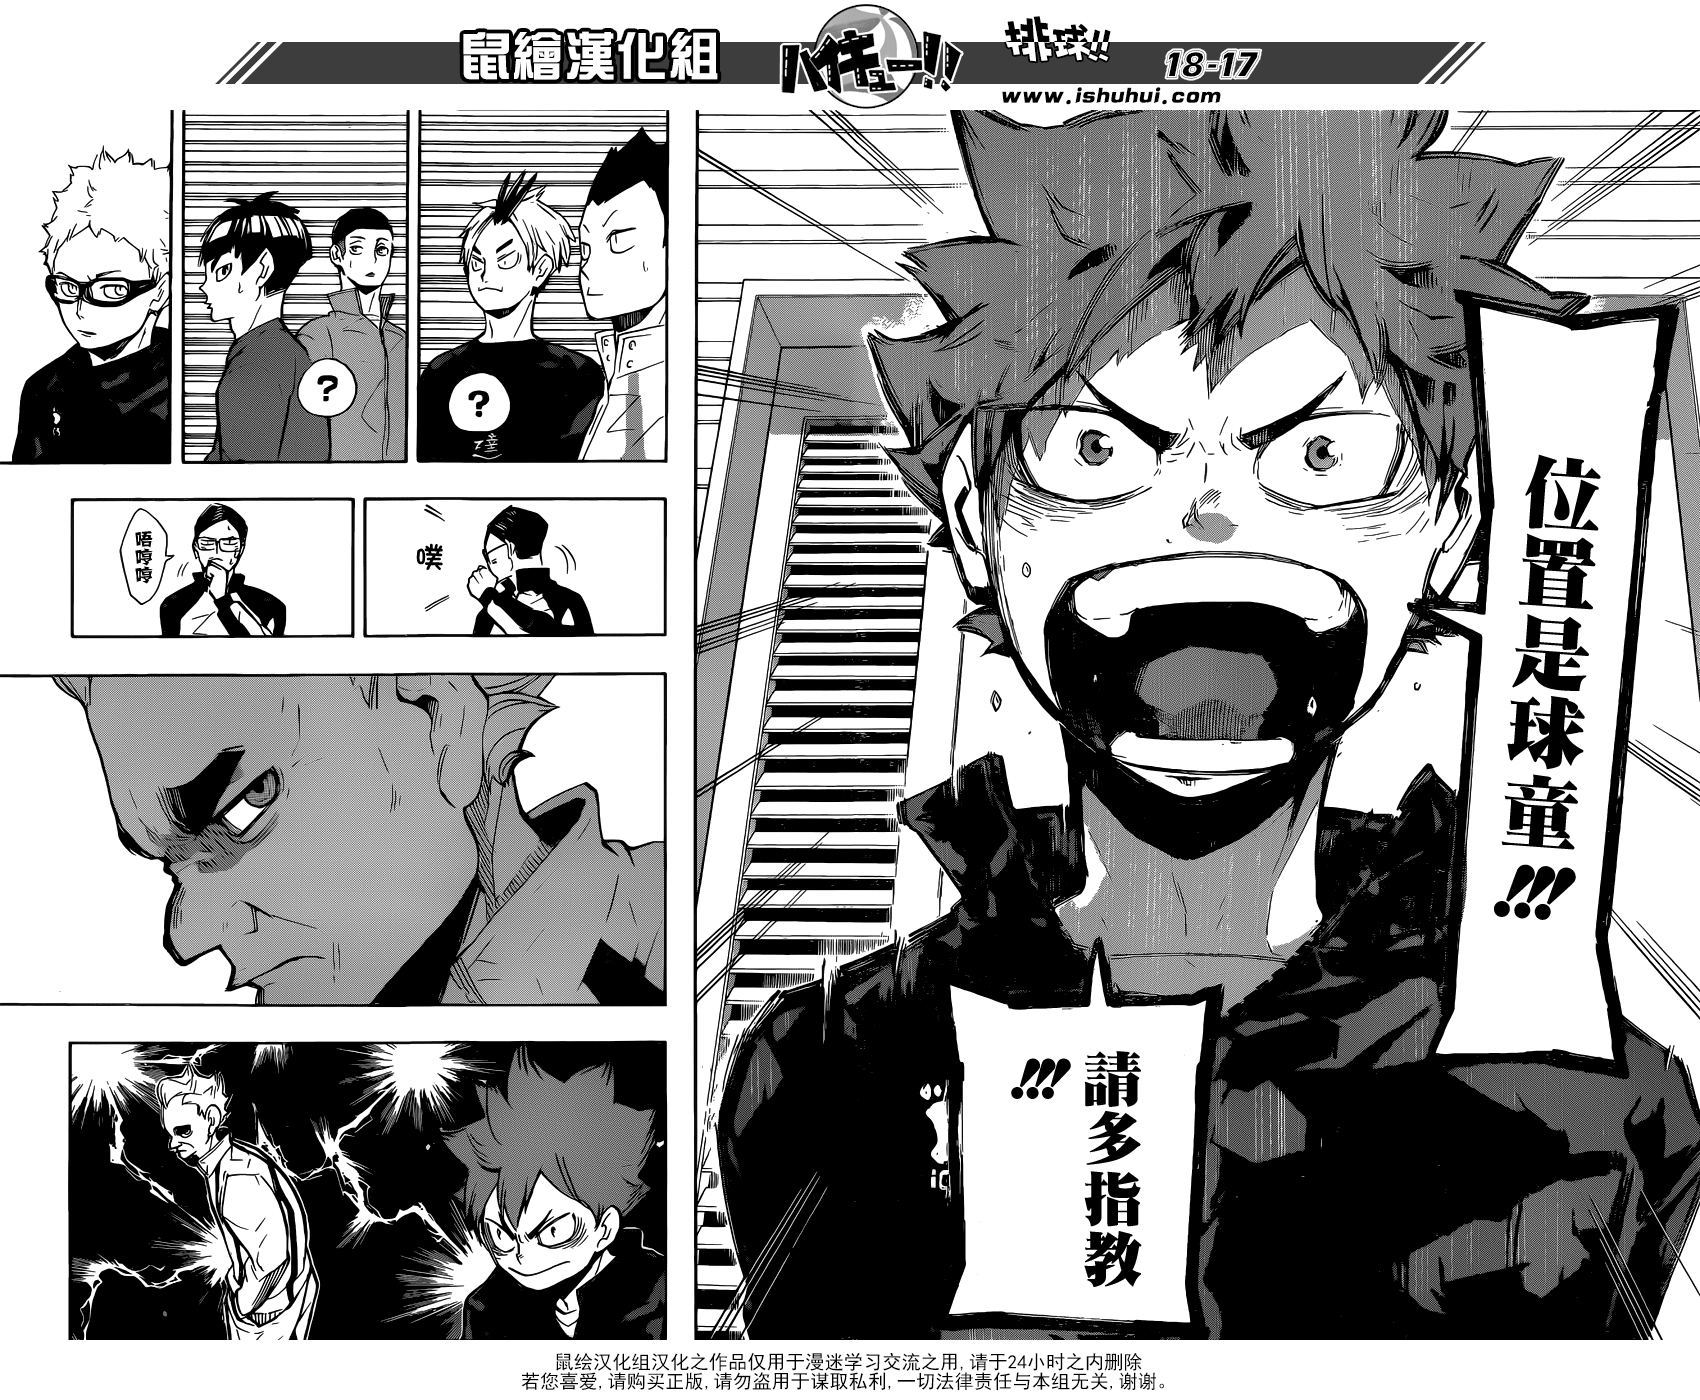 鼠繪漢化組
ハイキュー!!
排球!!
18-17
www.ishuhui.com
位置是球童!!!
請多指教
!!!
?
?
達
噗
唔哼哼
鼠绘汉化组汉化之作品仅用于漫迷学习交流之用,请于24小时之内删除
若您喜爱,请购买正版,请勿盗用于谋取私利,一切法律责任与本组无关,谢谢。